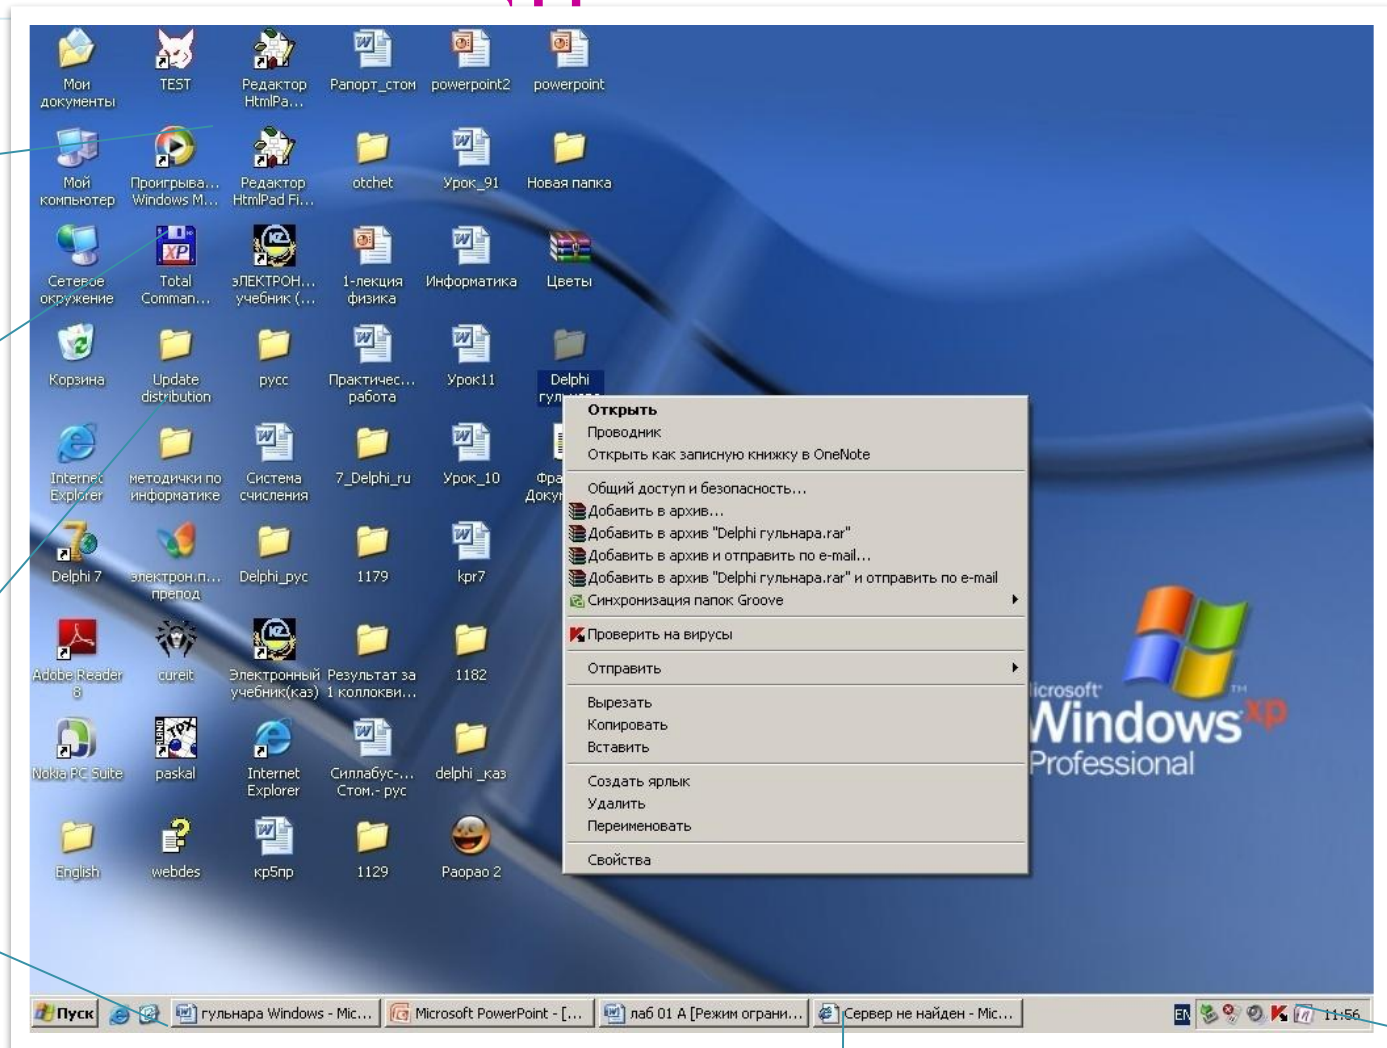 Мои
документы
TEST
Редактор
HtmlPa...
Рапорт_стом
powerpoint2
powerpoint
Мой
компьютер
Проигрыва...
Windows M...
Редактор
HtmlPad Fi...
otchet
Урок_91
Новая папка
Сетевое
окружение
XP
Total
Comman...
эЛЕКТРОН...
учебник (...
1-лекция
физика
Информатика
Цветы
Корзина
Update
distribution
русс
Практичес...
работа
Урок11
Delphi
Internet
Explorer
методички по
информатике
Система
счисления
7_Delphi_ru
Урок_10
Delphi 7
электрон.п...
препод
Delphi_рус
1179
kpr7
Adobe Reader
8
cureit
Электронный
учебник(каз)
Результат за
1 коллокви...
1182
Nokia PC Suite
paskal
Internet
Explorer
Силлабус-...
Стом.- рус
delphi _каз
English
webdes
кр5пр
1129
Paopao 2
Открыть
Проводник
Открыть как записную книжку в OneNote
Общий доступ и безопасность...
Добавить в архив...
Добавить в архив "Delphi гульнара.rar"
Добавить в архив и отправить по e-mail...
Добавить в архив "Delphi гульнара.rar" и отправить по e-mail
Синхронизация папок Groove
Проверить на вирусы
Отправить
Вырезать
Копировать
Вставить
Создать ярлык
Удалить
Переименовать
Свойства
Windows xp
Professional
Пуск
гульнара Windows - Mic...
Microsoft PowerPoint - [...
лаб 01 А [Режим ограни...
Сервер не найден - Mic...
EN
11:56